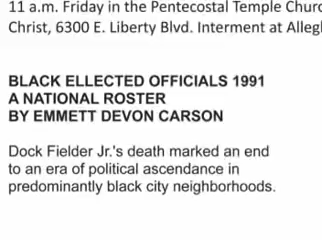 11 a.m. Friday in the Pentecostal Temple Churc
Christ, 6300 E. Liberty Blvd. Interment at Alleg
BLACK ELLECTED OFFICIALS 1991
A NATIONAL ROSTER
BY EMMETT DEVON CARSON
Dock Fielder Jr.'s death marked an end
to an era of political ascendance in
predominantly black city neighborhoods.